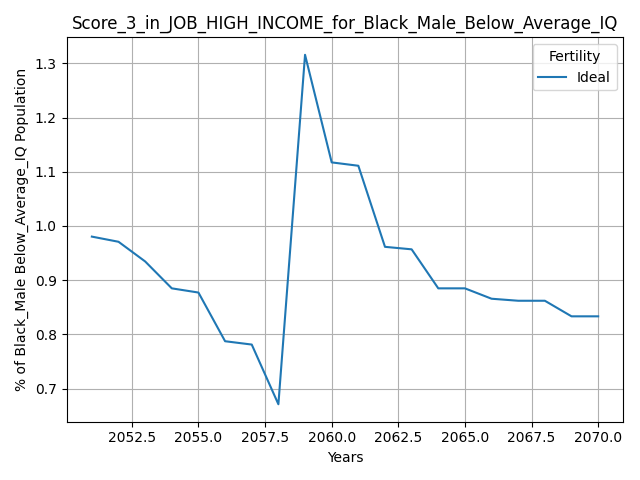 Score_3_in_JOB_HIGH_INCOME_for_Black_Male_Below_Average_IQ
% of Black_Male Below_Average_IQ Population
1.3
1.2
1.1
1.0
0.9
0.8
0.7
Fertility
Ideal
2052.5 2055.0 2057.5 2060.0 2062.5 2065.0 2067.5 2070.0
Years